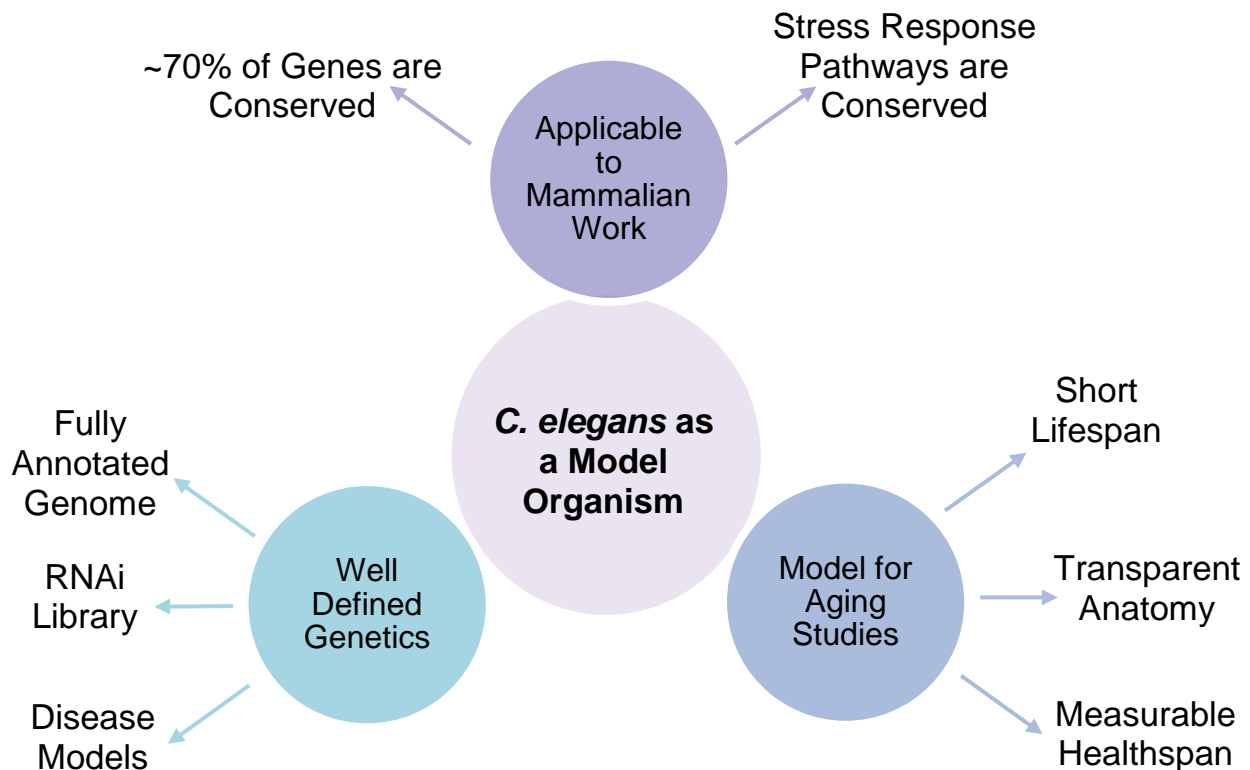 ~70% of Genes are
Conserved
Stress Response
Pathways are
Conserved
Applicable
to
Mammalian
Work
C. elegans as
a Model
Organism
Fully
Annotated
Genome
RNAi
Library
Disease
Models
Well
Defined
Genetics
Model for
Aging
Studies
Short
Lifespan
Transparent
Anatomy
Measurable
Healthspan